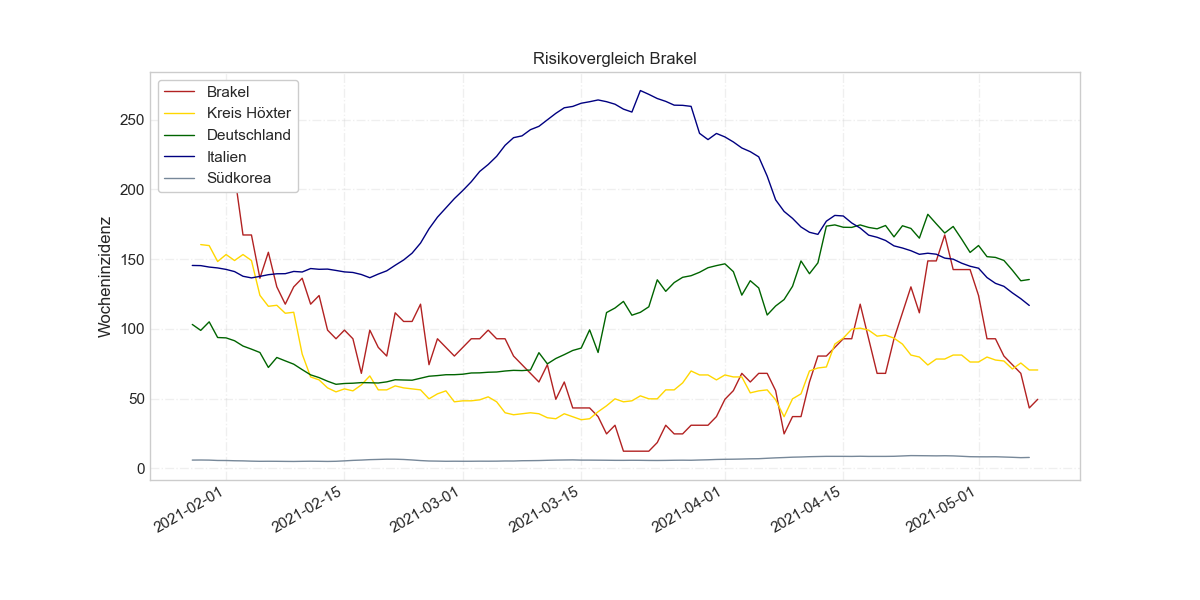 Risikovergleich Brakel
Brakel
Kreis Höxter
Deutschland
Italien
Südkorea
Wocheninzidenz
250
200
150
100
50
0
2021-02-01
2021-02-15
2021-03-01
2021-03-15
2021-04-01
2021-04-15
2021-05-01